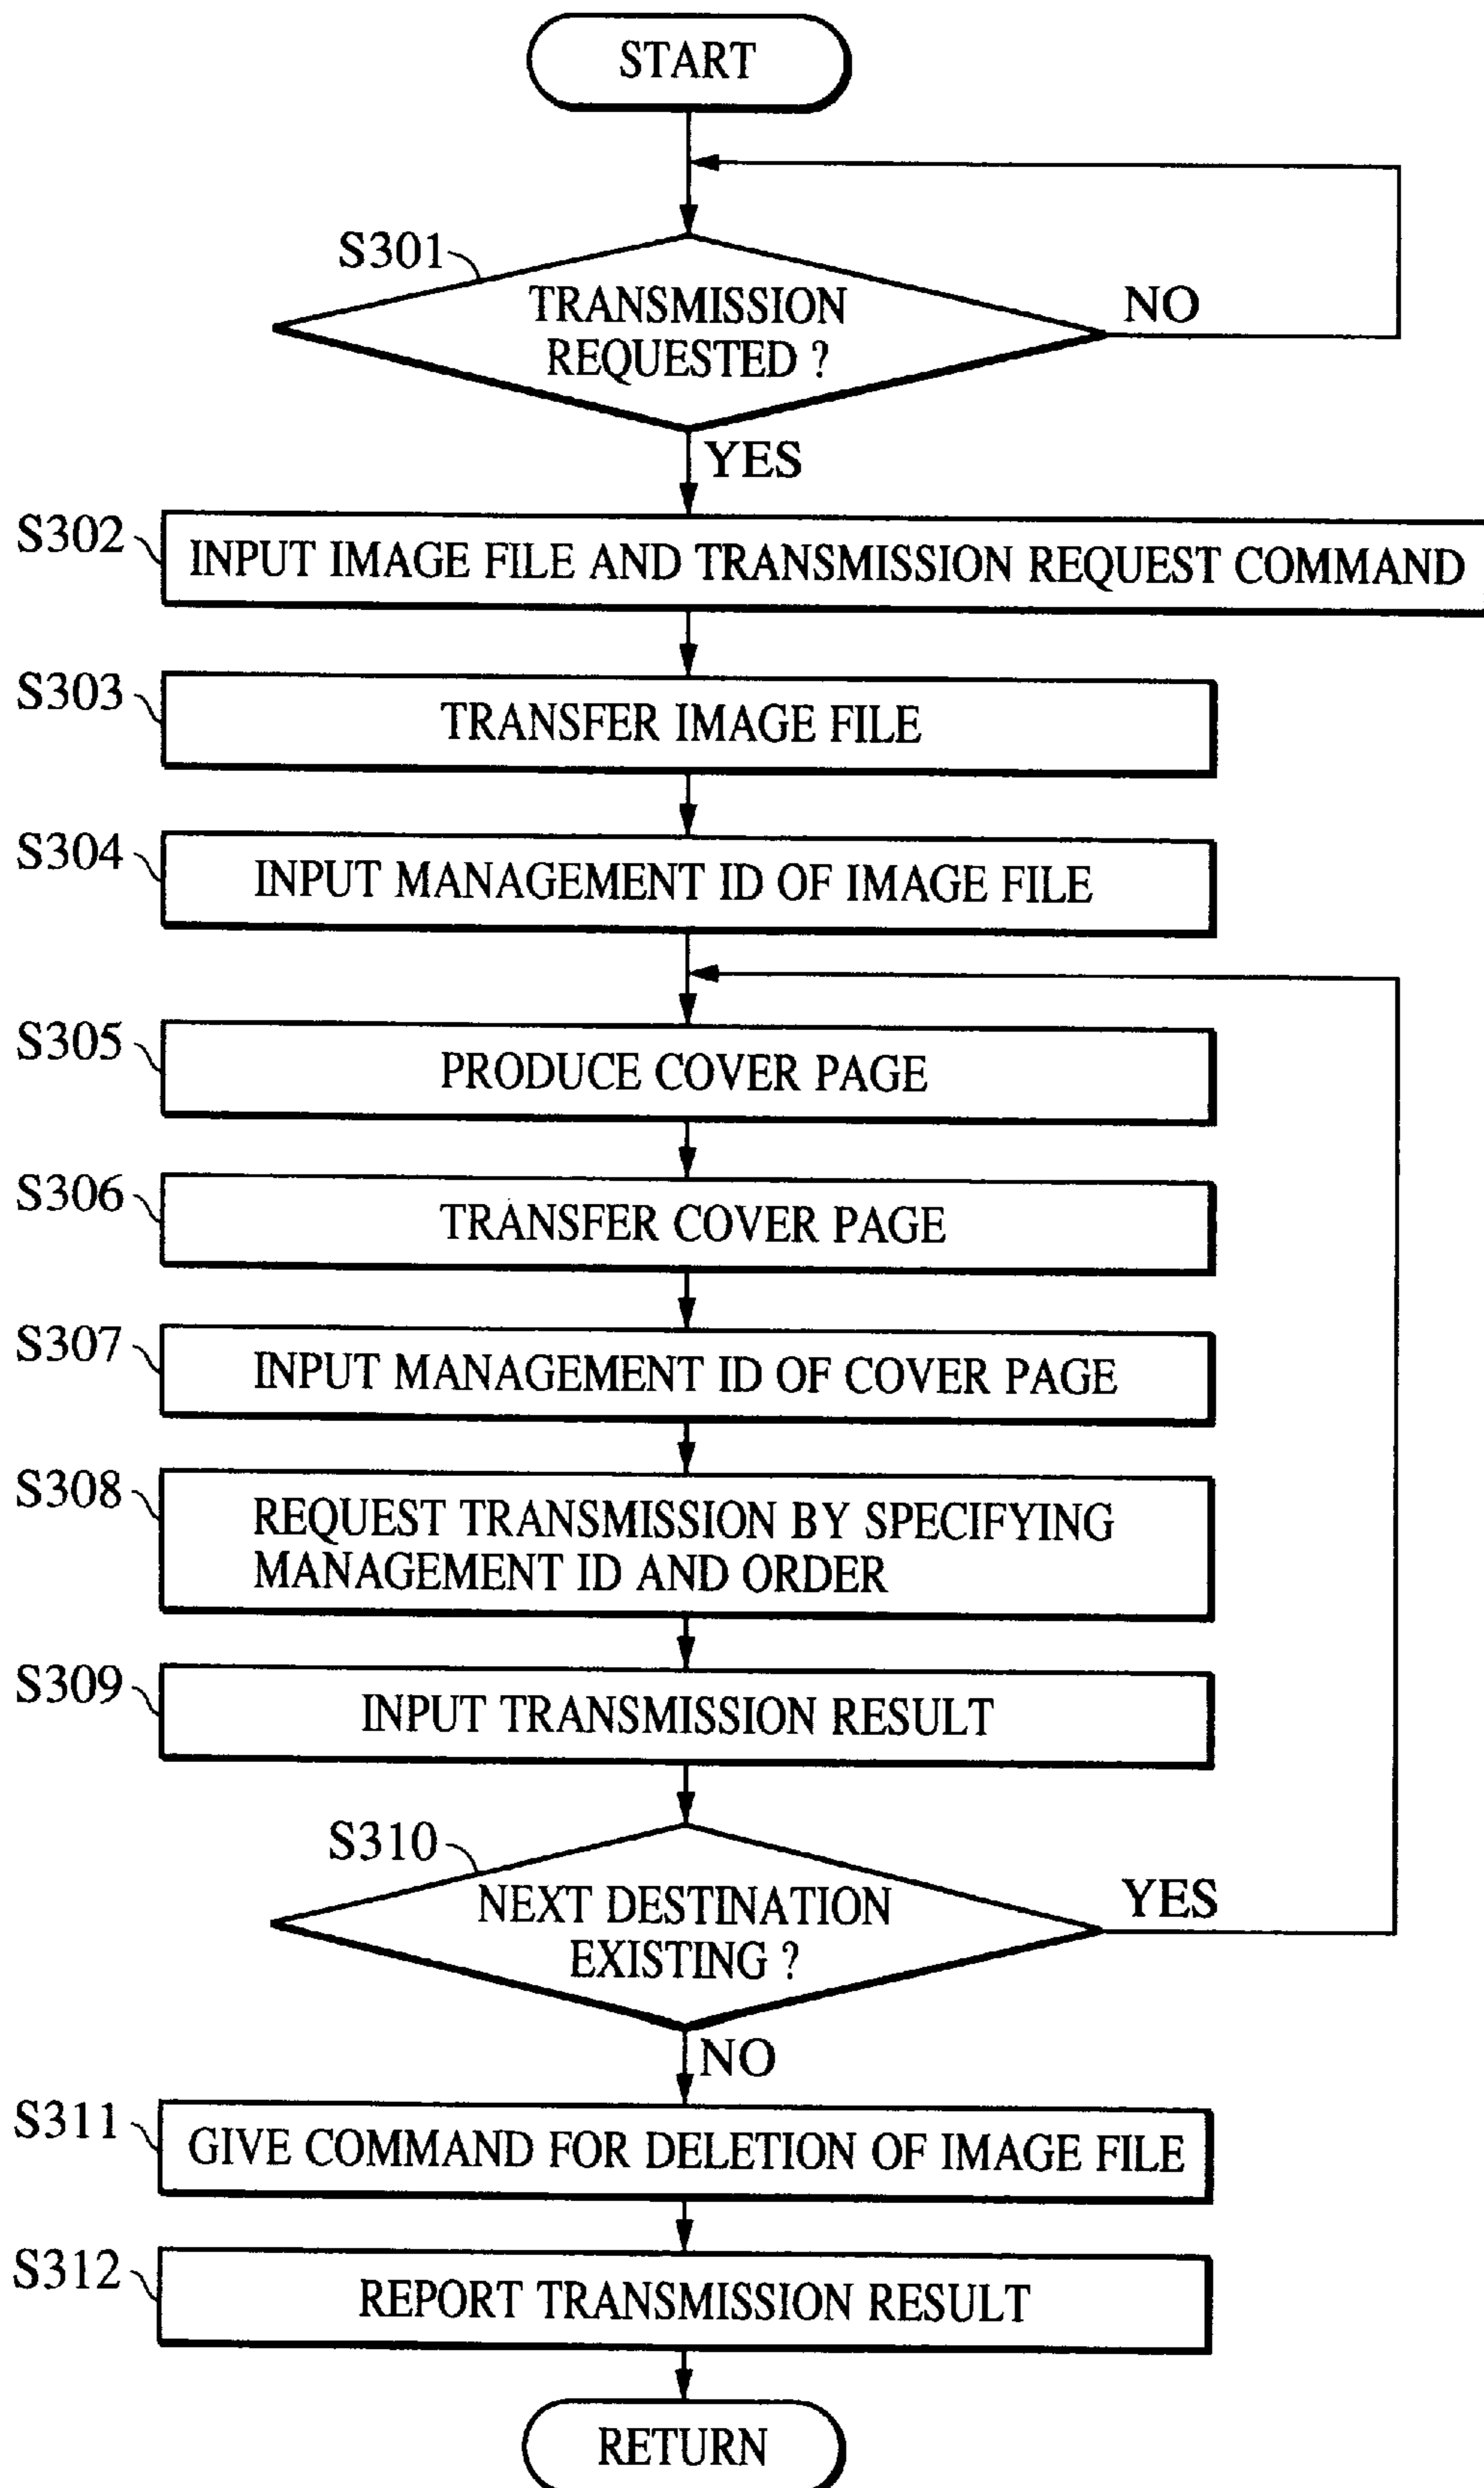 START
S301
TRANSMISSION
REQUESTED ?
NO
YES
S302
INPUT IMAGE FILE AND TRANSMISSION REQUEST COMMAND
S303
TRANSFER IMAGE FILE
S304
INPUT MANAGEMENT ID OF IMAGE FILE
S305
PRODUCE COVER PAGE
S306
TRANSFER COVER PAGE
S307
INPUT MANAGEMENT ID OF COVER PAGE
S308
REQUEST TRANSMISSION BY SPECIFYING
MANAGEMENT ID AND ORDER
S309
INPUT TRANSMISSION RESULT
S310
NEXT DESTINATION
EXISTING ?
YES
NO
S311
GIVE COMMAND FOR DELETION OF IMAGE FILE
S312
REPORT TRANSMISSION RESULT
RETURN